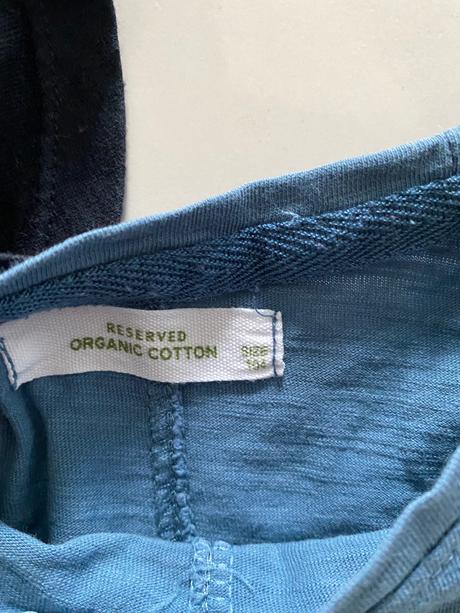 RESERVED
ORGANIC COTTON
SIZE
104